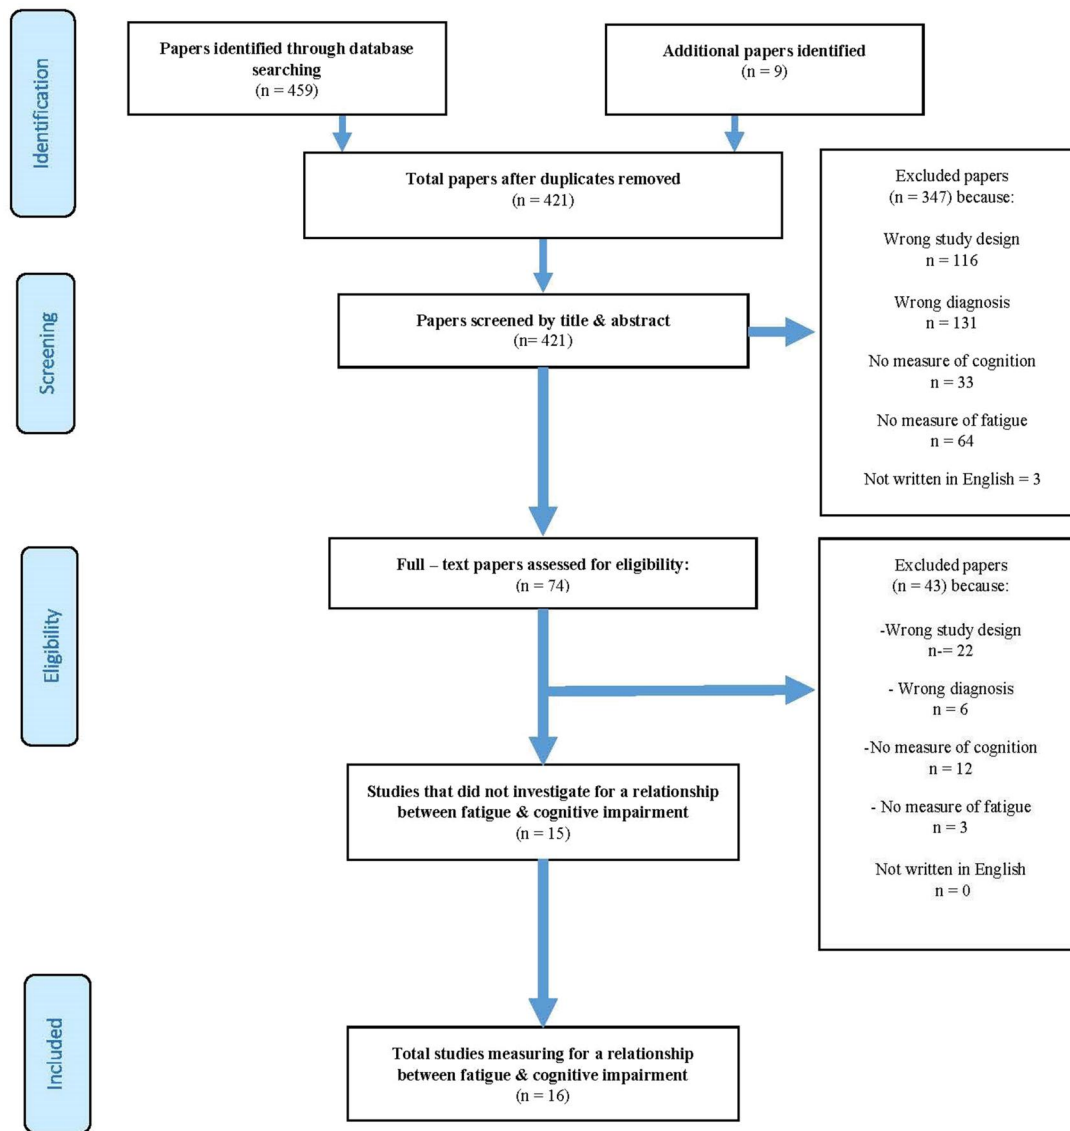 Identification
Papers identified through database
searching
(n = 459)
Additional papers identified
(n = 9)
Total papers after duplicates removed
(n = 421)
Screening
Papers screened by title & abstract
(n= 421)
Excluded papers
(n = 347) because:
Wrong study design
n = 116
Wrong diagnosis
n = 131
No measure of cognition
n = 33
No measure of fatigue
n = 64
Not written in English = 3
Eligibility
Full – text papers assessed for eligibility:
(n = 74)
Excluded papers
(n = 43) because:
-Wrong study design
n-= 22
- Wrong diagnosis
n = 6
-No measure of cognition
n = 12
- No measure of fatigue
n = 3
Not written in English
n = 0
Studies that did not investigate for a relationship
between fatigue & cognitive impairment
(n = 15)
Included
Total studies measuring for a relationship
between fatigue & cognitive impairment
(n = 16)